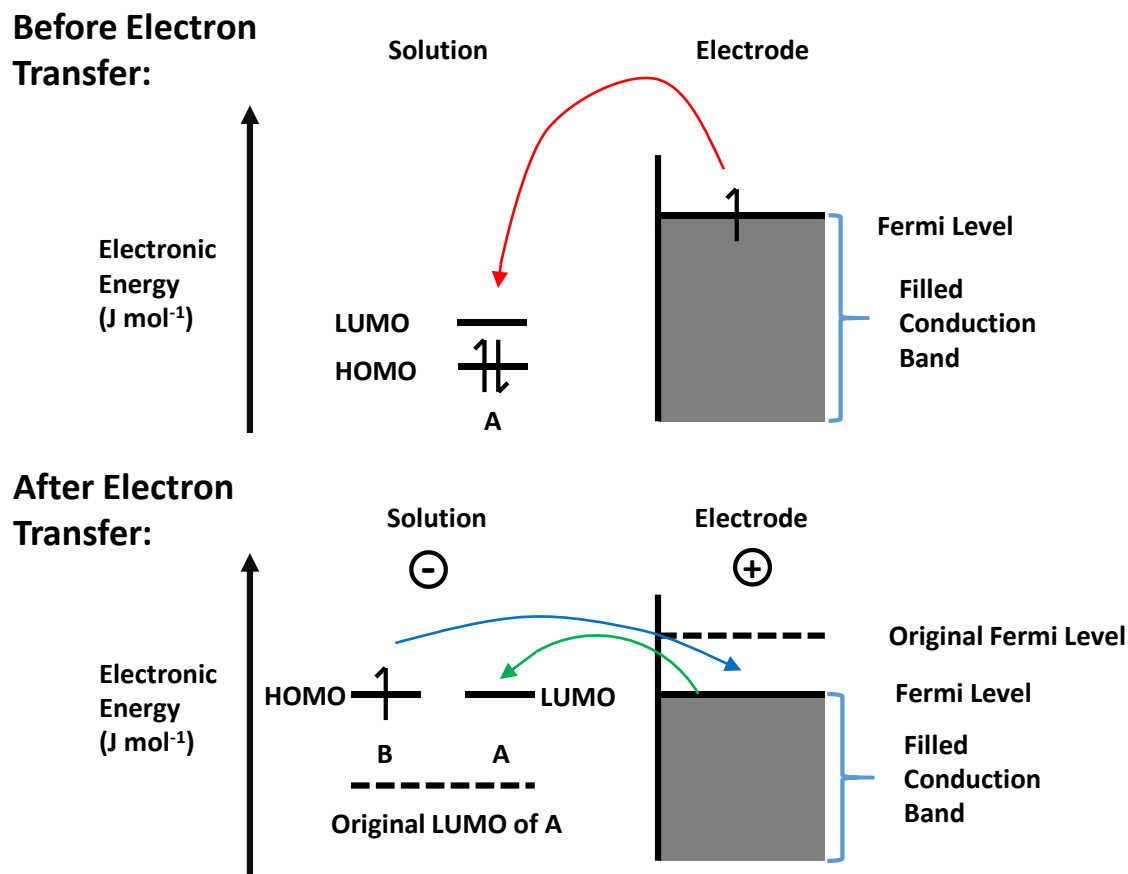 Before Electron
Transfer:
Solution
Electrode
Electronic
Energy
(J mol-1)
LUMO
HOMO
A
Fermi Level
Filled
Conduction
Band
After Electron
Transfer:
Solution
Electrode
-
+
Electronic
Energy
(J mol-1)
HOMO
LUMO
B
A
Original LUMO of A
Original Fermi Level
Fermi Level
Filled
Conduction
Band